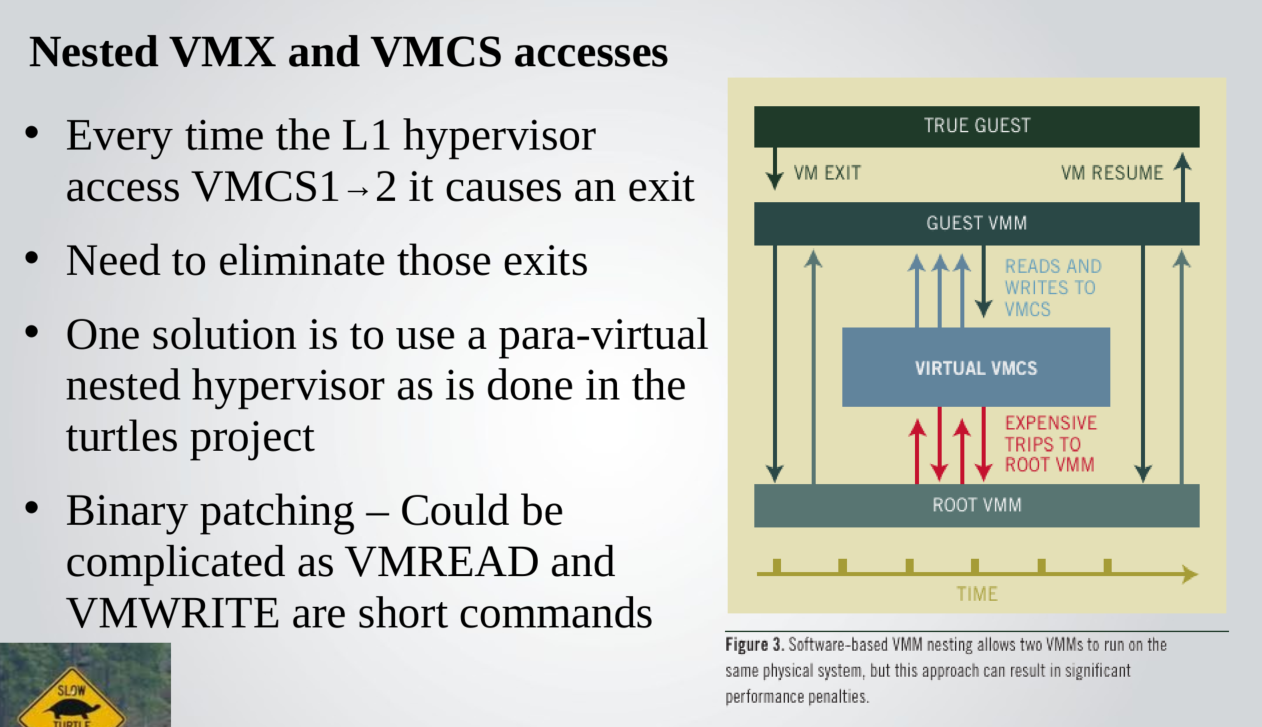 Nested VMX and VMCS accesses
• Every time the L1 hypervisor
access VMCS1→2 it causes an exit
• Need to eliminate those exits
• One solution is to use a para-virtual
nested hypervisor as is done in the
turtles project
• Binary patching – Could be
complicated as VMREAD and
VMWRITE are short commands
SLOW
TURTLE
TRUE GUEST
VM EXIT
VM RESUME
GUEST VMM
READS AND
WRITES TO
VMCS
VIRTUAL VMCS
EXPENSIVE
TRIPS TO
ROOT VMM
ROOT VMM
TIME
Figure 3. Software-based VMM nesting allows two VMMs to run on the
same physical system, but this approach can result in significant
performance penalties.